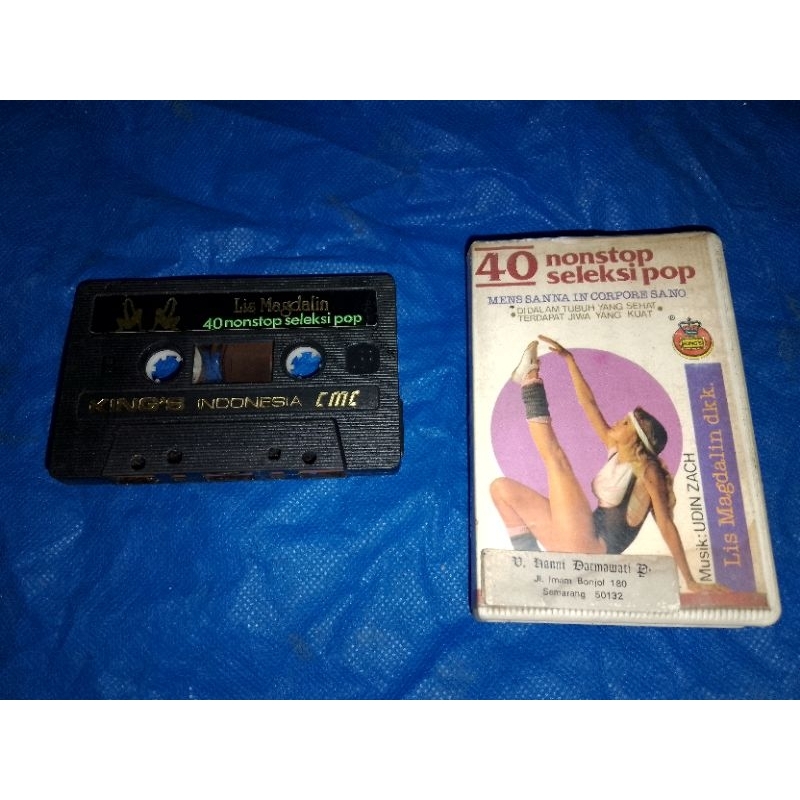 Lis Magdalin
40 nonstop seleksi pop
KING'S INDONESIA CMC
40 nonstop
seleksi pop
MENS SANNA IN CORPORE SANO
• DI DALAM TUBUH YANG SEHAT •
TERDAPAT JIWA YANG KUAT
®
KING'S
Musik: UDIN ZACH
Lis Magdalin dkk.
Darmawati
Jl. Imam Bonjol 180
Semarang 50132